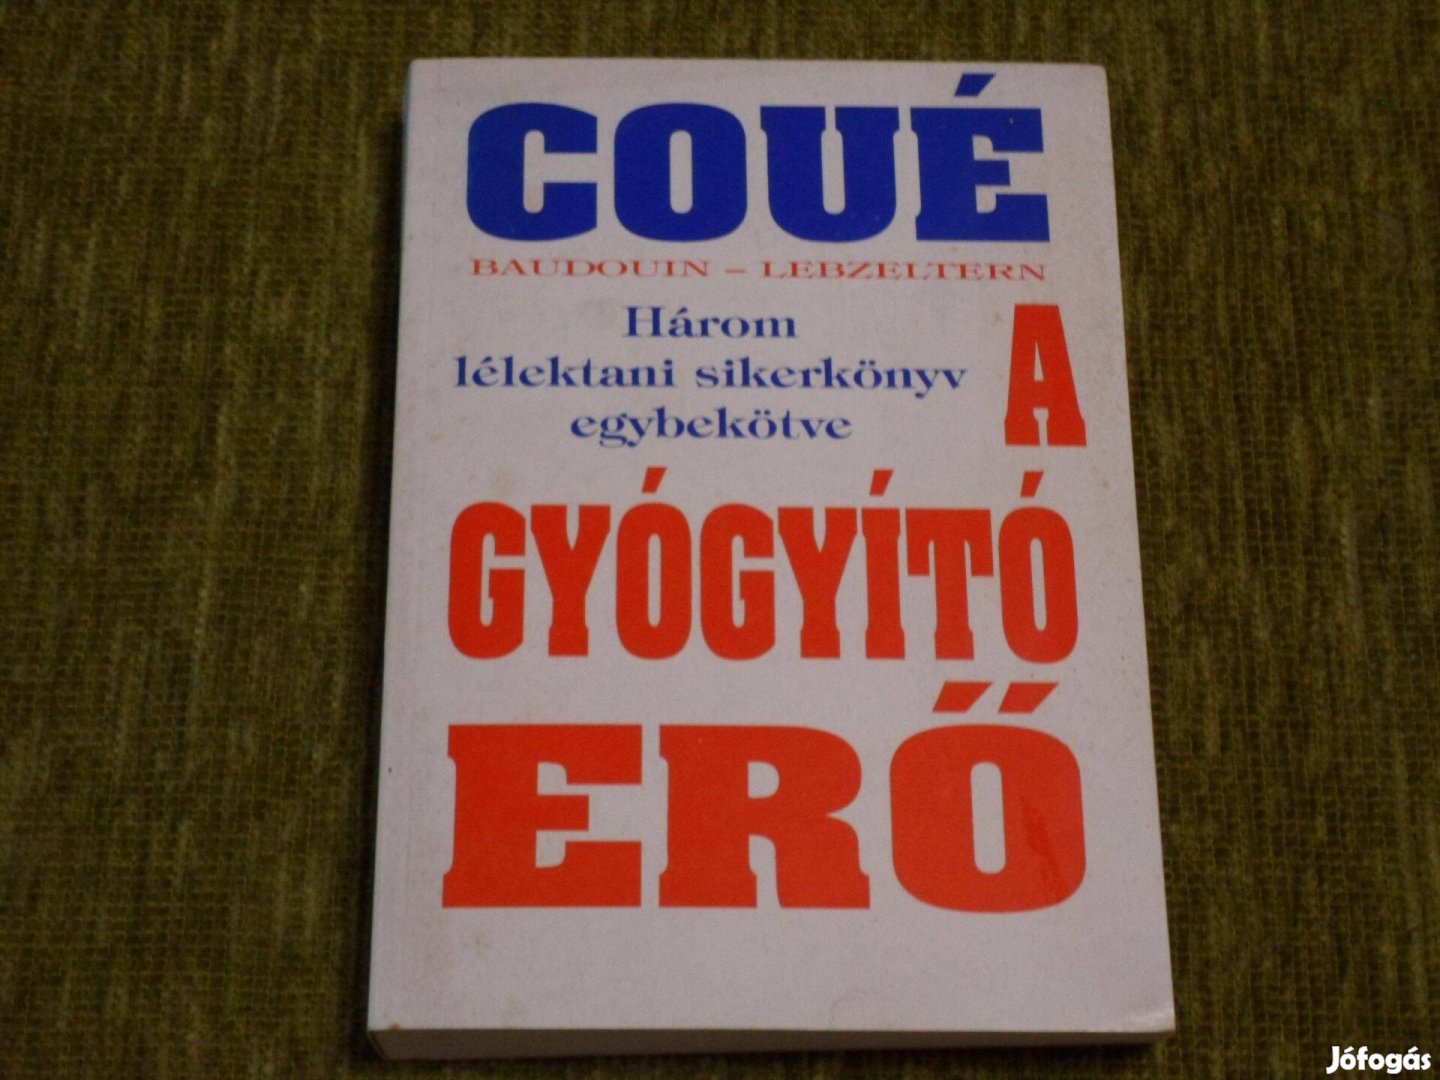 COUÉ
BAUDOUIN – LEBZELTERN
Három
lélektani sikerkönyv
egybekötve
A
GYÓGYÍTÓ
ERŐ
Jófogás